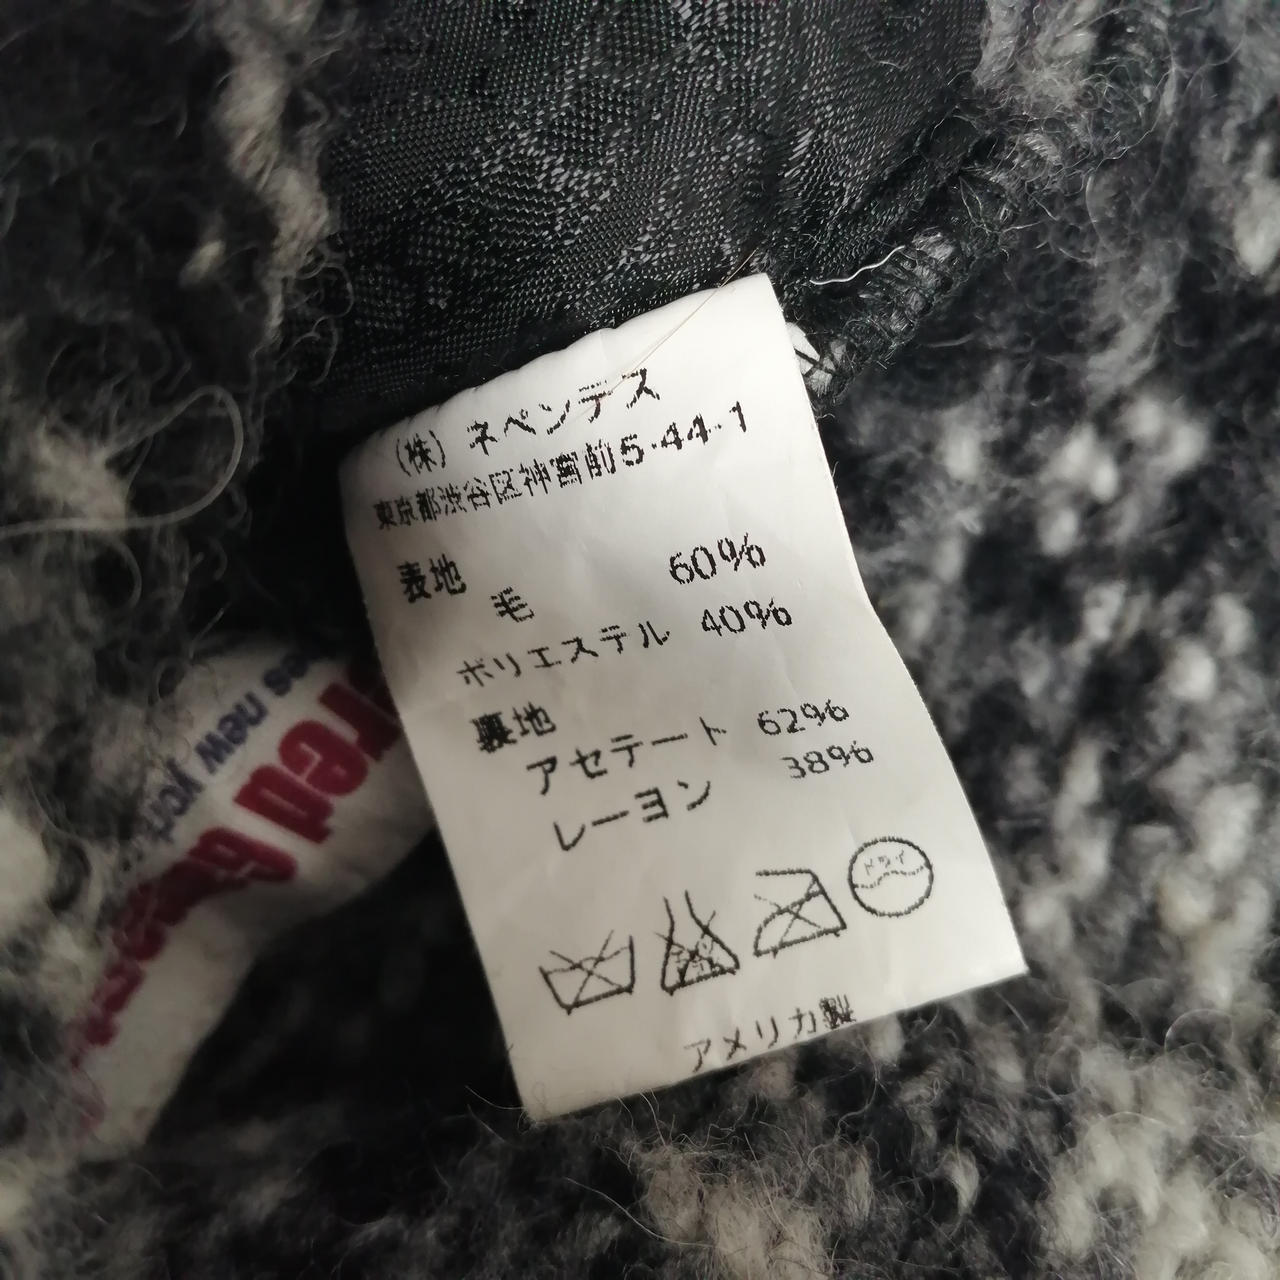 (株) ネペンテス
東京都渋谷区神宮前5-44-1
表地
毛 60%
ポリエステル 40%
裏地
アセテート 62%
レーヨン 38%
ドライ
アメリカ製
red
new